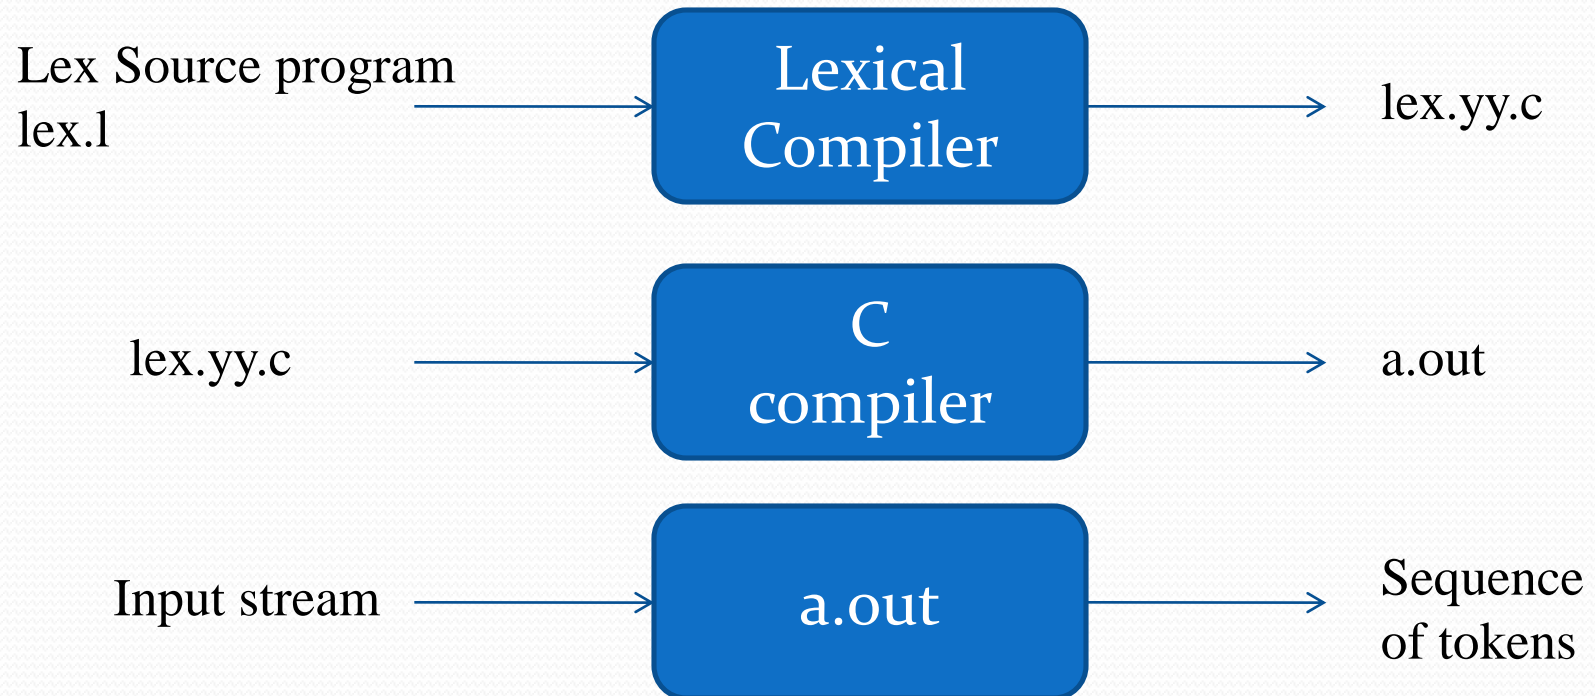 Lex Source program
lex.l
Lexical
Compiler
lex.yy.c
lex.yy.c
C
compiler
a.out
Input stream
a.out
Sequence
of tokens